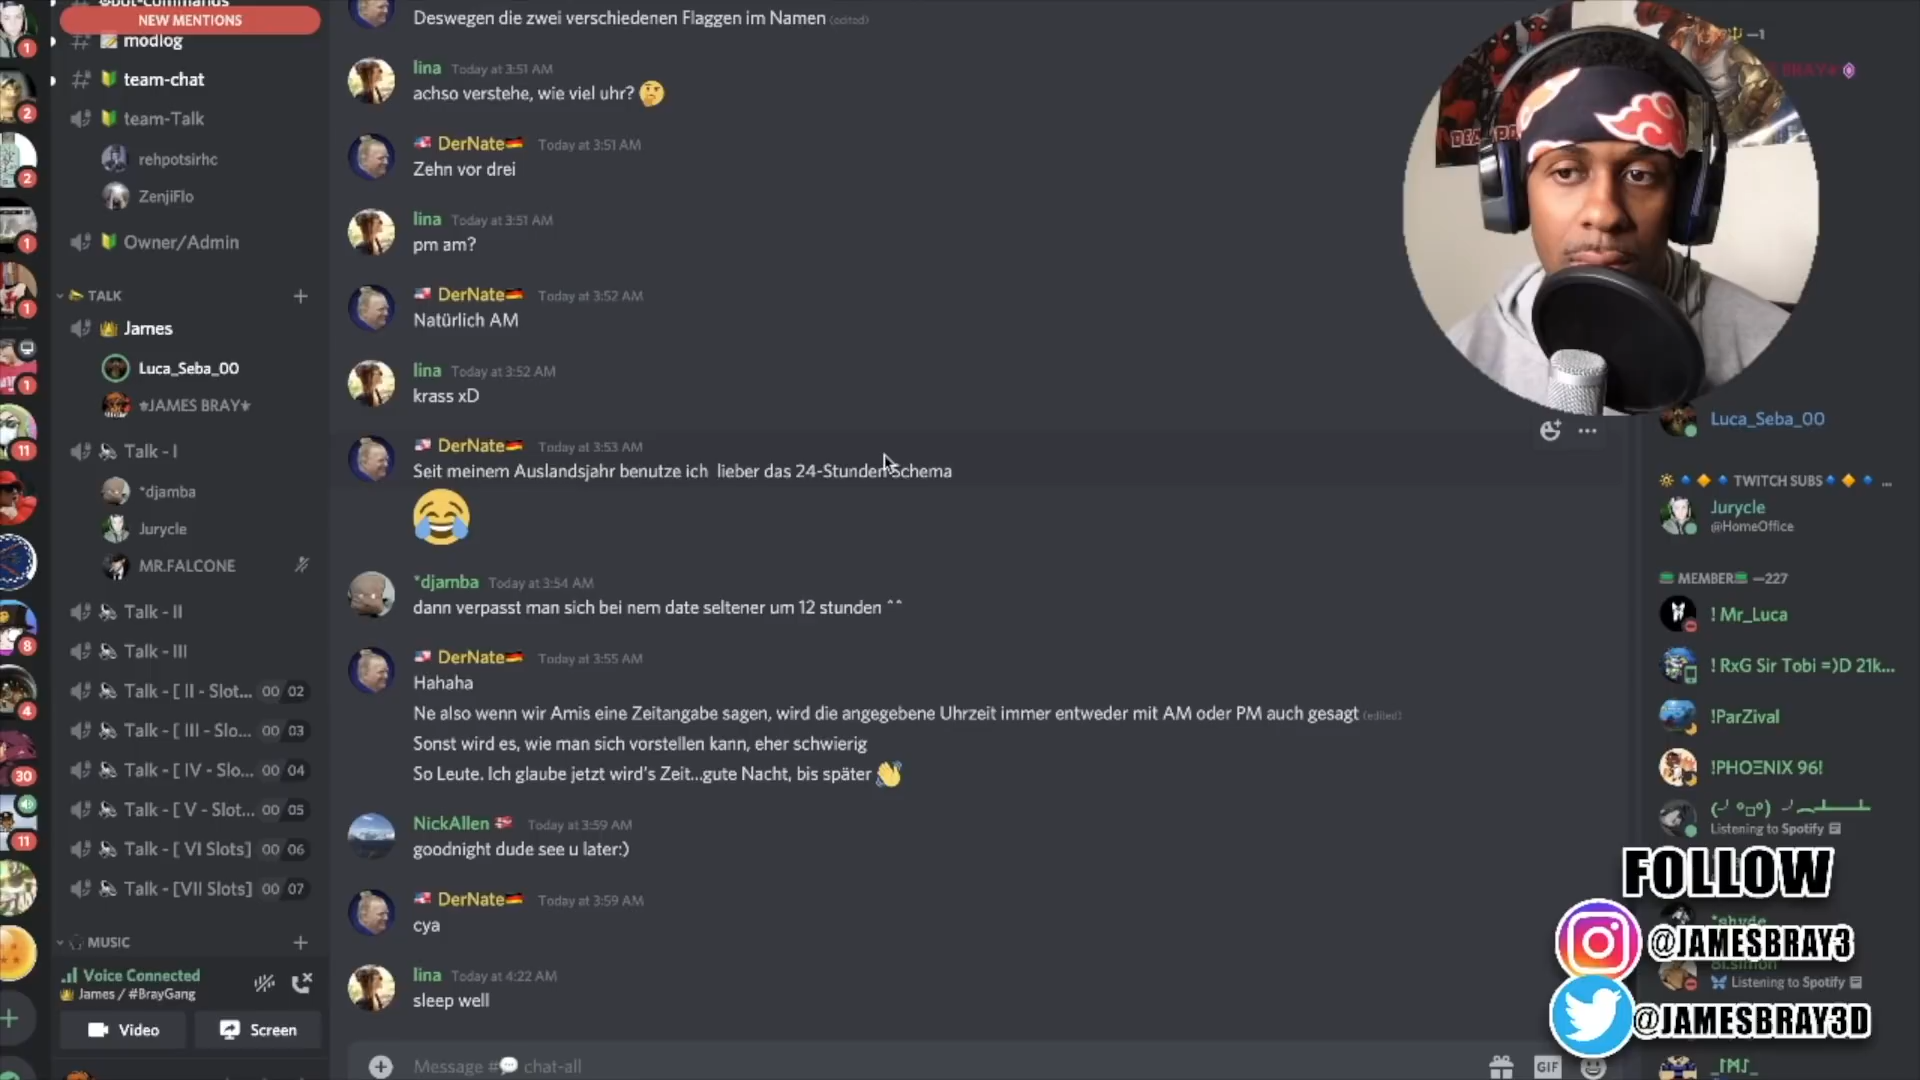 NEW MENTIONS
modlog
team-chat
team-Talk
rehpotsirhc
ZenjiFlo
Owner/Admin
TALK
James
Luca_Seba_00
JAMES BRAY
Talk - I
*djamba
Jurycle
MR.FALCONE
Talk - II
Talk - III
Talk - [ II - Slot... 00 02
Talk - [ III - Slo... 00 03
Talk - [ IV - Slo... 00 04
Talk - [ V - Slot... 00 05
Talk - [ VI Slots] 00 06
Talk - [VII Slots] 00 07
MUSIC
Voice Connected
James / #BrayGang
Video
Screen
Deswegen die zwei verschiedenen Flaggen im Namen (edited)
lina Today at 3:51 AM
achso verstehe, wie viel uhr? 🤔
DerNate Today at 3:51 AM
Zehn vor drei
lina Today at 3:51 AM
pm am?
DerNate Today at 3:52 AM
Natürlich AM
lina Today at 3:52 AM
krass xD
DerNate Today at 3:53 AM
Seit meinem Auslandsjahr benutze ich lieber das 24-Stunden Schema
😂
*djamba Today at 3:54 AM
dann verpasst man sich bei nem date seltener um 12 stunden ^^
DerNate Today at 3:55 AM
Hahaha
Ne also wenn wir Amis eine Zeitangabe sagen, wird die angegebene Uhrzeit immer entweder mit AM oder PM auch gesagt (edited)
Sonst wird es, wie man sich vorstellen kann, eher schwierig
So Leute. Ich glaube jetzt wird's Zeit...gute Nacht, bis später 👋
NickAllen Today at 3:59 AM
goodnight dude see u later:)
DerNate Today at 3:59 AM
cya
lina Today at 4:22 AM
sleep well
Message # chat-all
GIF
Luca_Seba_00
TWITCH SUBS ...
Jurycle
@HomeOffice
MEMBER —227
! Mr_Luca
! RxG Sir Tobi =)D 21k...
!ParZival
!PHOΞNIX 96!
Listening to Spotify
FOLLOW
@JAMESBRAY3
Listening to Spotify
@JAMESBRAY3D